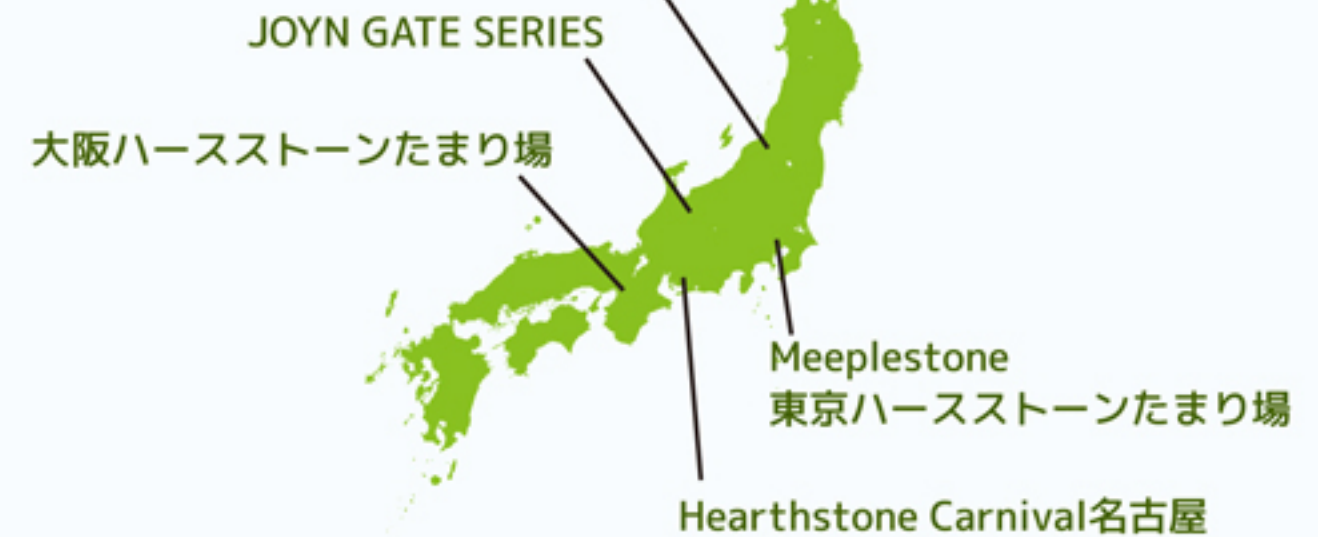 JOYN GATE SERIES
大阪ハースストーンたまり場
Meeplestone
東京ハースストーンたまり場
Hearthstone Carnival名古屋